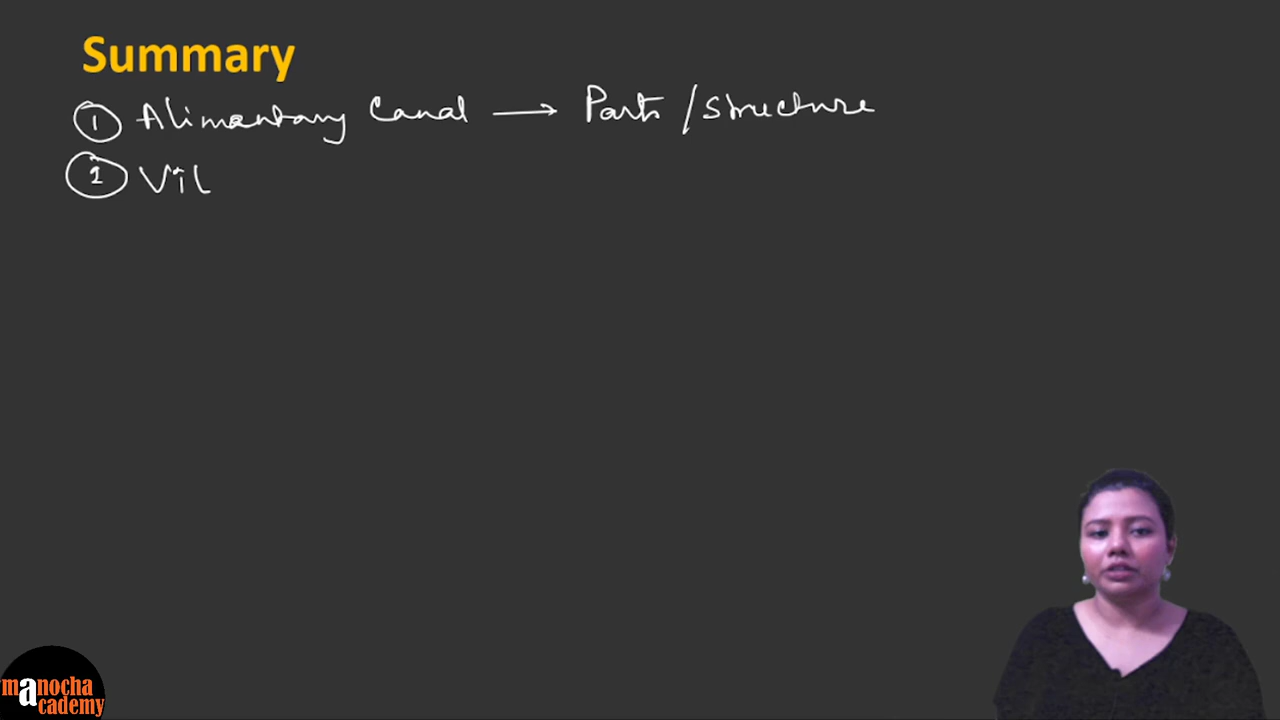 Summary
① Alimentary Canal → Parts / structure
② Vil
manocha
academy